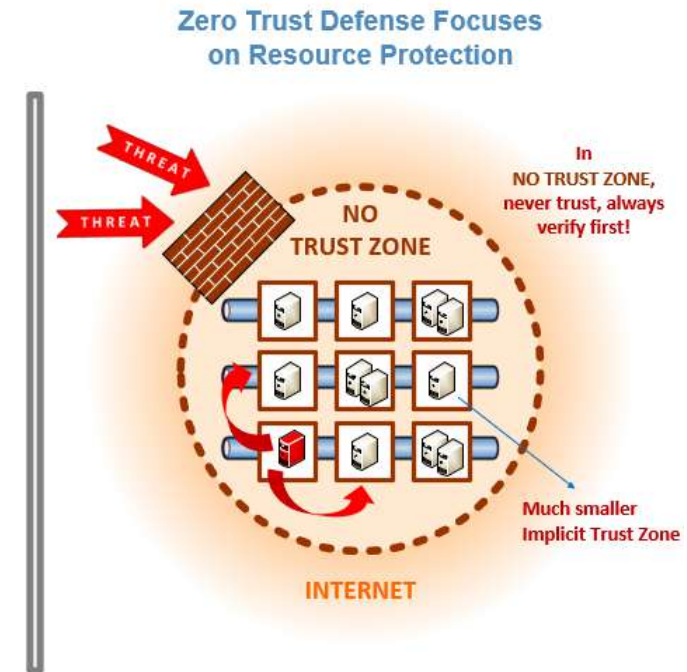 Zero Trust Defense Focuses
on Resource Protection
THREAT
THREAT
In
NO TRUST ZONE,
never trust, always
verify first!
NO
TRUST ZONE
Much smaller
Implicit Trust Zone
INTERNET